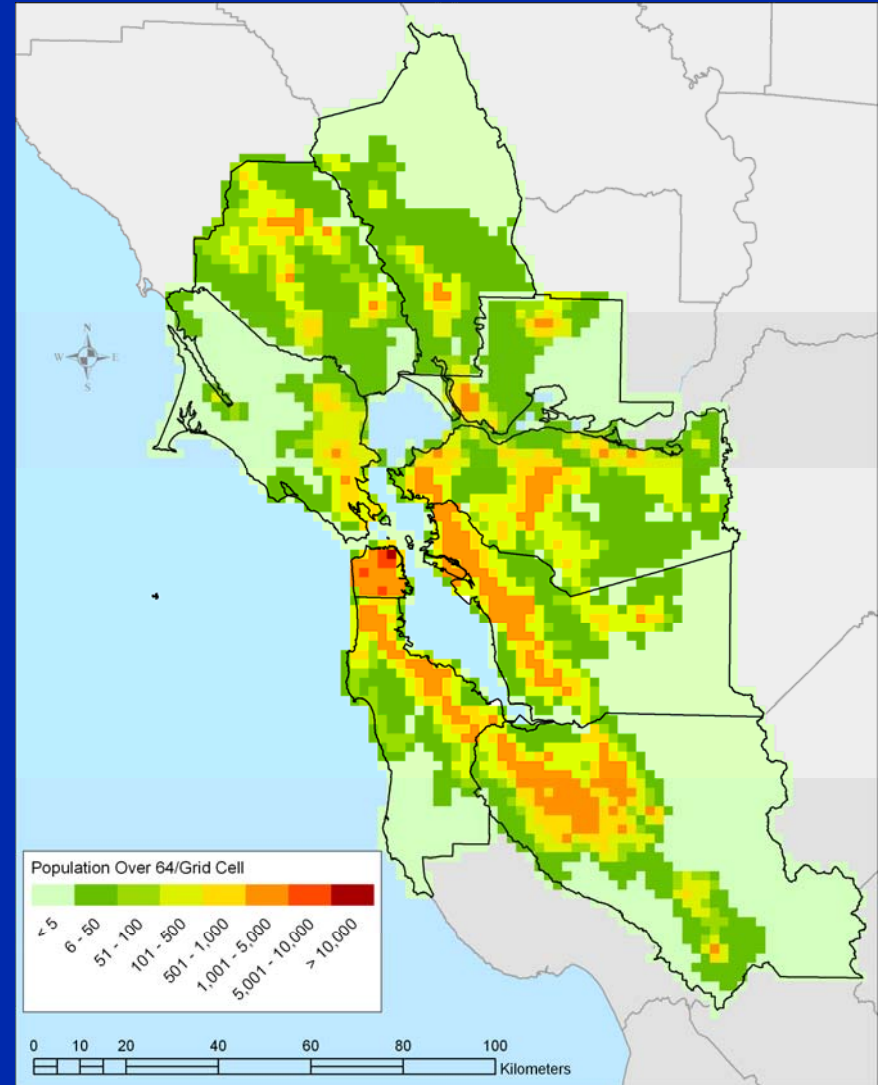 N
W E
S
Population Over 64/Grid Cell
< 5
6 - 50
51 - 100
101 - 500
501 - 1,000
1,001 - 5,000
5,001 - 10,000
> 10,000
0 10 20 40 60 80 100
Kilometers